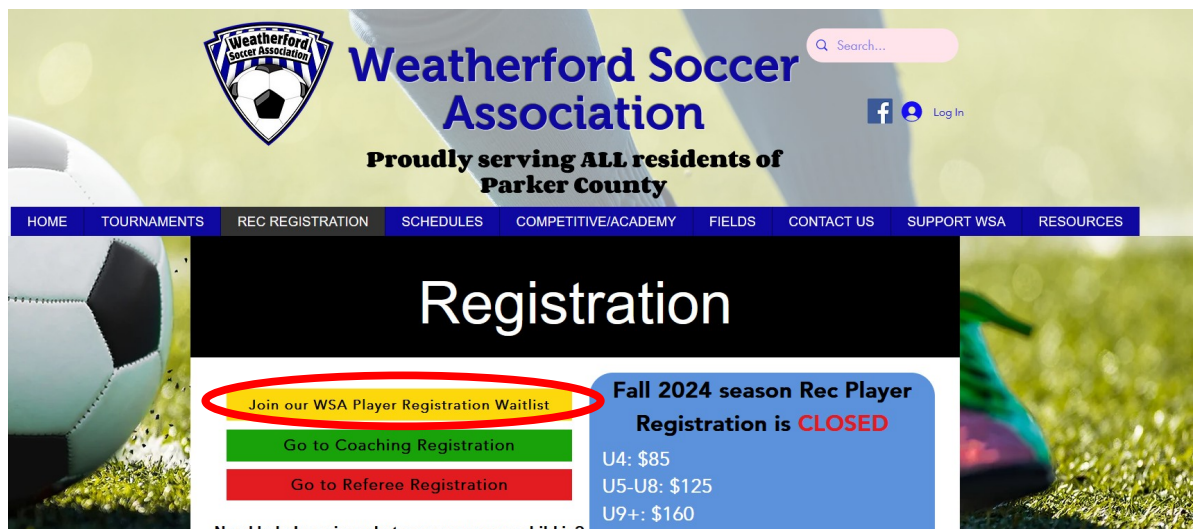 Weatherford
Soccer Association
Weatherford Soccer
Association
Proudly serving ALL residents of
Parker County
Search...
Log In
HOME TOURNAMENTS REC REGISTRATION SCHEDULES COMPETITIVE/ACADEMY FIELDS CONTACT US SUPPORT WSA RESOURCES
Registration
Join our WSA Player Registration Waitlist
Go to Coaching Registration
Go to Referee Registration
Fall 2024 season Rec Player
Registration is CLOSED
U4: $85
U5-U8: $125
U9+: $160